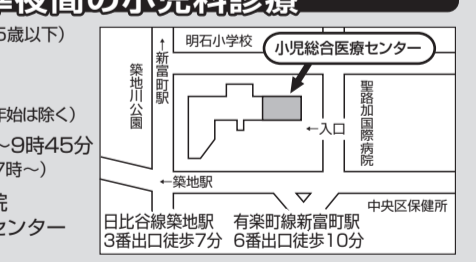 夜間の小児科診療
5歳以下）
年始は除く）
～9時45分
7時～）
院
センター
明石小学校
小児総合医療センター
↑新富町駅
築地川公園
聖路加国際病院
←入口
←築地駅
中央区保健所
日比谷線築地駅
3番出口徒歩7分
有楽町線新富町駅
6番出口徒歩10分